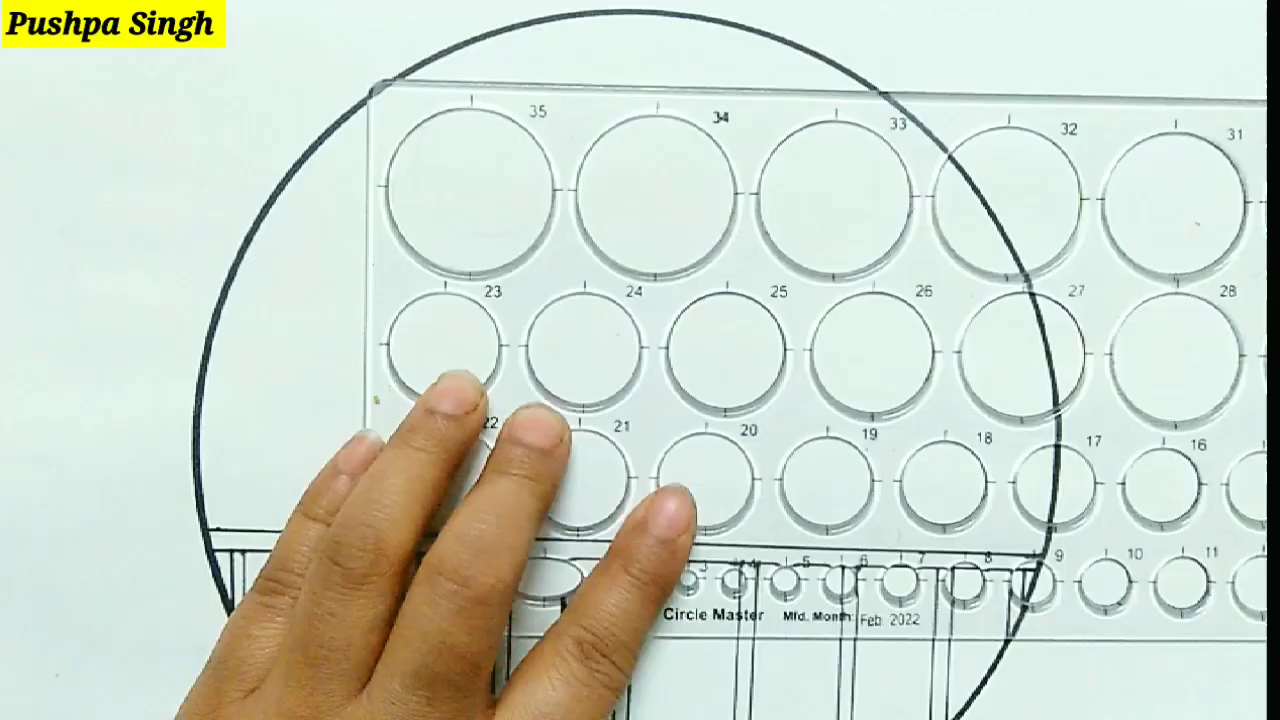 Pushpa Singh
35 34 33 32 31
23 24 25 26 27 28
22 21 20 19 18 17 16
3 4 5 6 7 8 9 10 11
Circle Master Mfd. Month: Feb. 2022